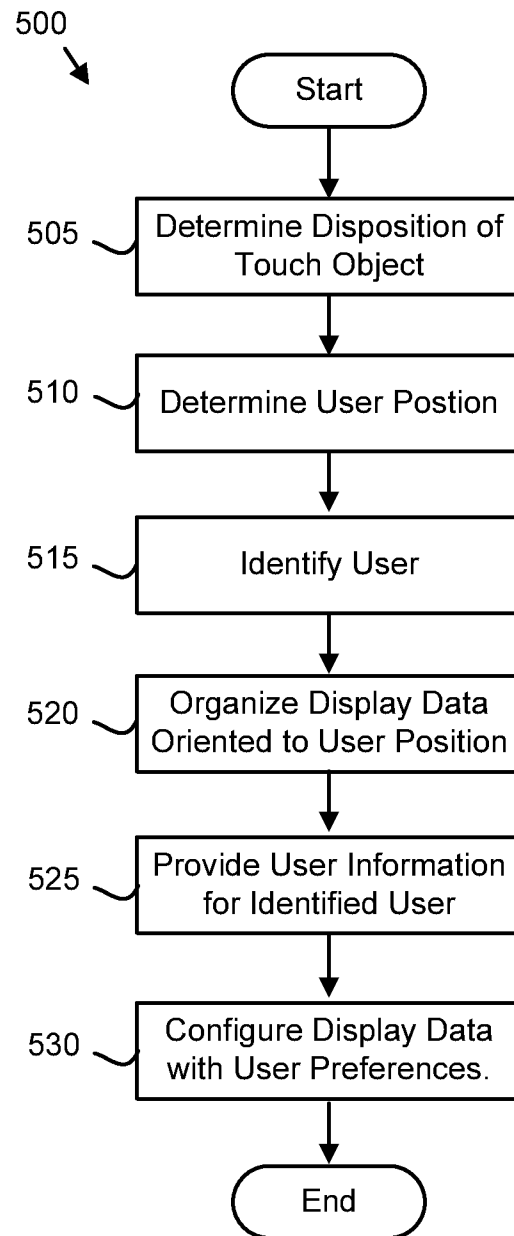 500
Start
505
Determine Disposition of
Touch Object
510
Determine User Postion
515
Identify User
520
Organize Display Data
Oriented to User Position
525
Provide User Information
for Identified User
530
Configure Display Data
with User Preferences.
End